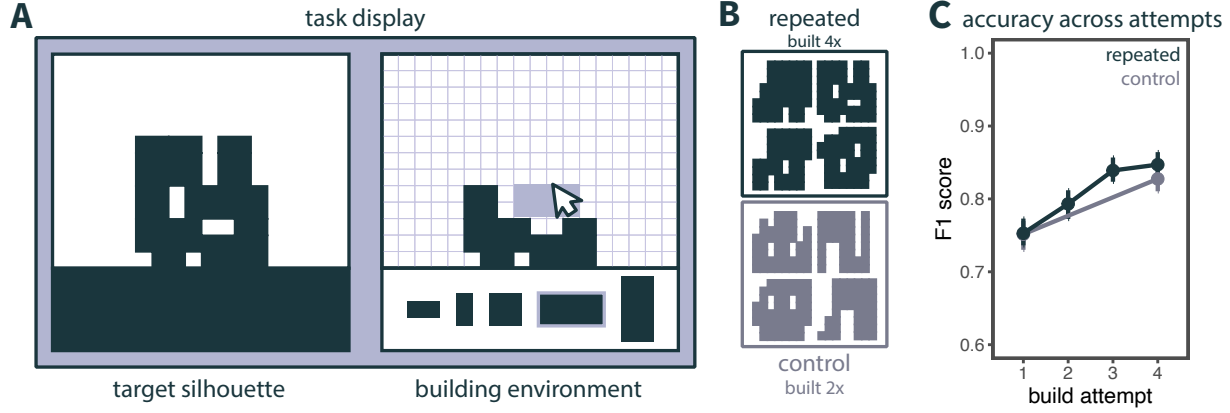 A
task display
target silhouette
building environment
B
repeated
built 4x
control
built 2x
C
accuracy across attempts
repeated
control
F1 score
1.0
0.9
0.8
0.7
0.6
1 2 3 4
build attempt